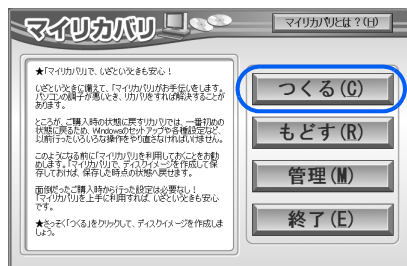 マイリカバリ
マイリカバリとは？(H)
★「マイリカバリ」で、いざというときも安心！
いざというときに備えて、「マイリカバリ」がお手伝いをします。
パソコンの調子が悪いとき、リカバリをすれば解決することが
あります。
ところが、ご購入時の状態に戻すリカバリでは、一番初めの
状態に戻るため、Windowsのセットアップや各種設定など、
以前行ったいろいろな操作をやり直さなければいけません。
このようになる前に「マイリカバリ」を利用しておくことをお勧
めします。「マイリカバリ」で、ディスクイメージを作成して保
存しておけば、保存した時点の状態へ戻せます。
面倒だったご購入時から行った設定は必要なし！
「マイリカバリ」を上手に利用すれば、いざというときも安心
です。
★さっそく「つくる」をクリックして、ディスクイメージを作成しま
しょう。
つくる(C)
もどす(R)
管理(M)
終了(E)